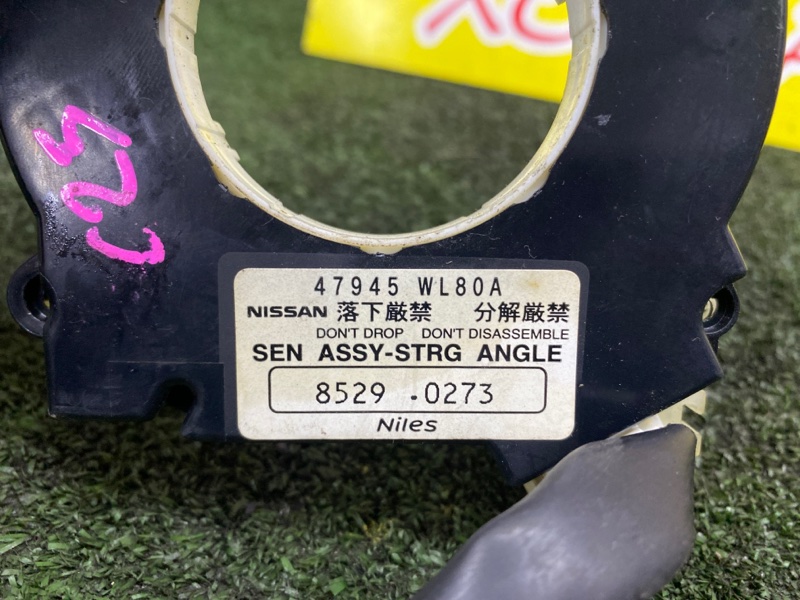 C23
47945 WL80A
NISSAN 落下厳禁 分解厳禁
DON'T DROP DON'T DISASSEMBLE
SEN ASSY-STRG ANGLE
8529 .0273
Niles